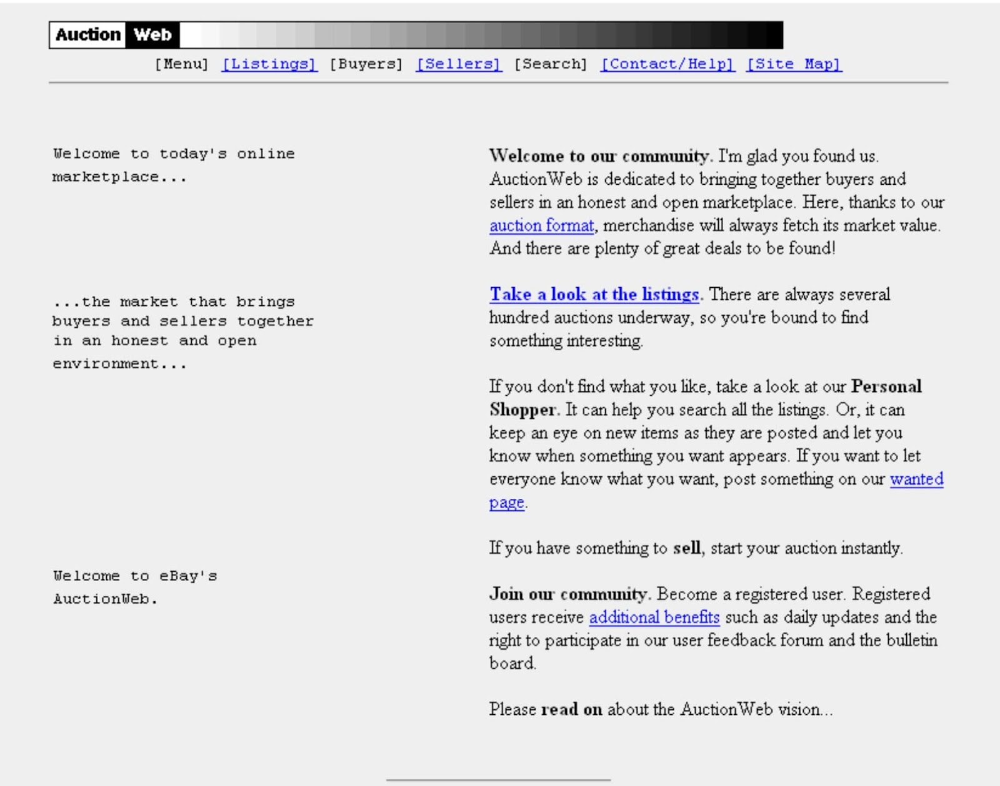 Auction Web
[Menu] [Listings] [Buyers] [Sellers] [Search] [Contact/Help] [Site Map]
Welcome to today's online
marketplace...
...the market that brings
buyers and sellers together
in an honest and open
environment...
Welcome to eBay's
AuctionWeb.
Welcome to our community. I'm glad you found us.
AuctionWeb is dedicated to bringing together buyers and
sellers in an honest and open marketplace. Here, thanks to our
auction format, merchandise will always fetch its market value.
And there are plenty of great deals to be found!
Take a look at the listings. There are always several
hundred auctions underway, so you're bound to find
something interesting.
If you don't find what you like, take a look at our Personal
Shopper. It can help you search all the listings. Or, it can
keep an eye on new items as they are posted and let you
know when something you want appears. If you want to let
everyone know what you want, post something on our wanted
page.
If you have something to sell, start your auction instantly.
Join our community. Become a registered user. Registered
users receive additional benefits such as daily updates and the
right to participate in our user feedback forum and the bulletin
board.
Please read on about the AuctionWeb vision...